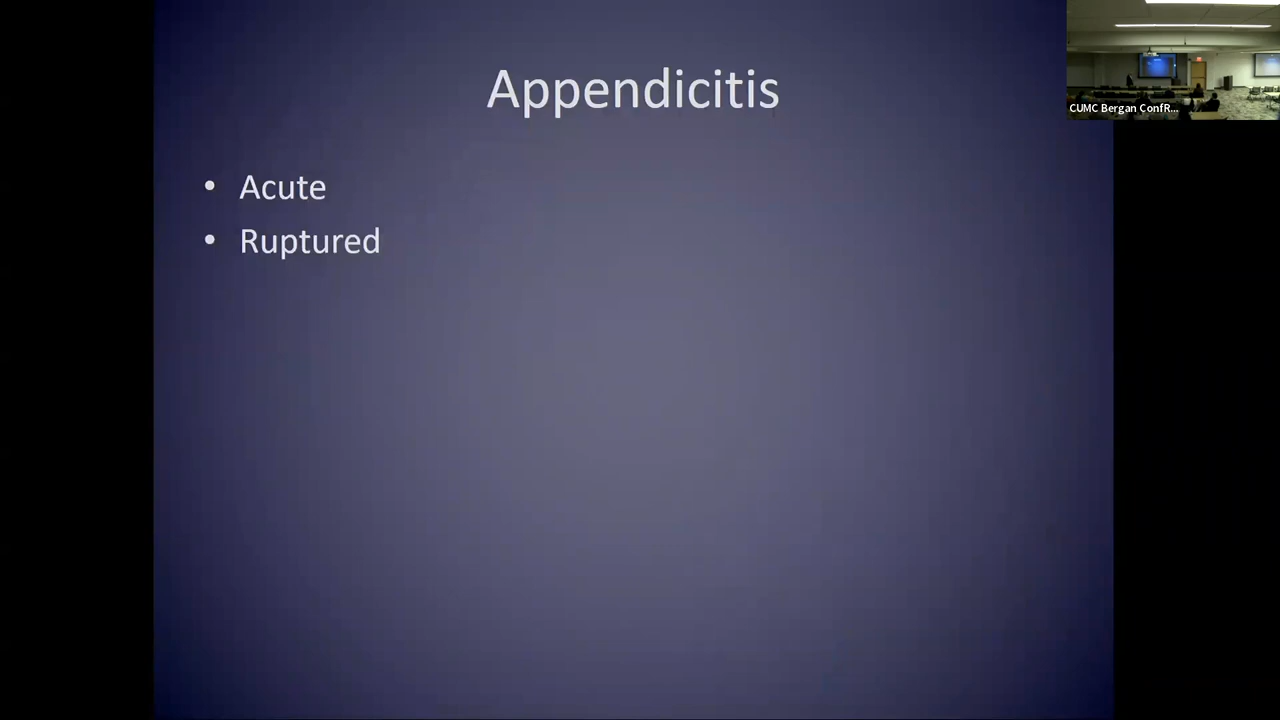 Appendicitis
• Acute
• Ruptured
CUMC Bergan ConfR...